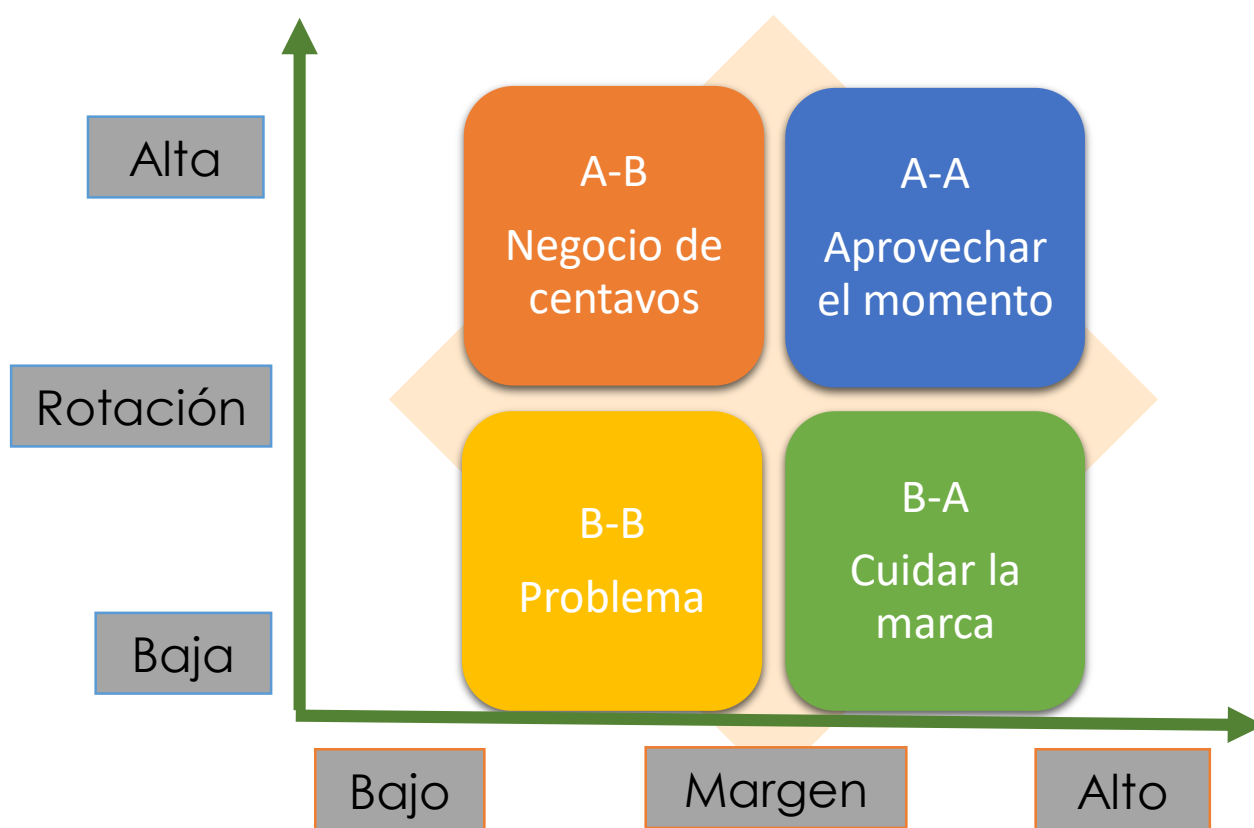 Alta
A-B
Negocio de
centavos
A-A
Aprovechar
el momento
Rotación
B-B
Problema
B-A
Cuidar la
marca
Baja
Bajo
Margen
Alto